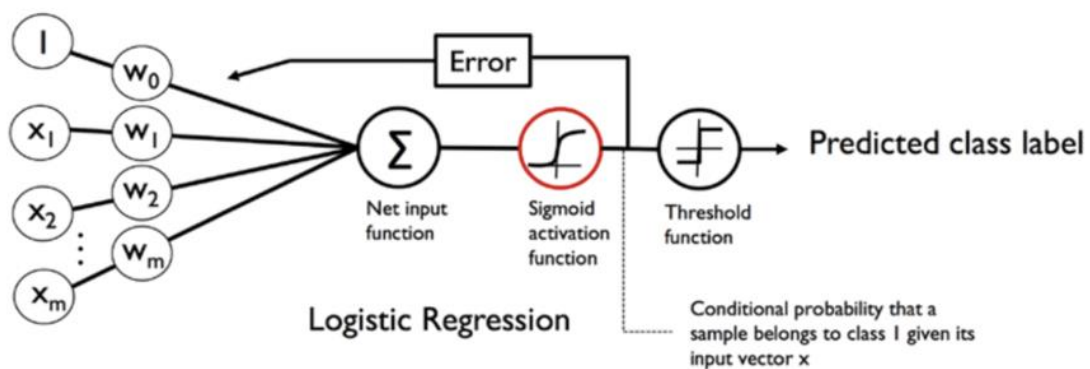 1
w0
x1
w1
x2
w2
⋮
xm
wm
Error
Σ
Net input
function
Sigmoid
activation
function
Threshold
function
Predicted class label
Logistic Regression
Conditional probability that a
sample belongs to class 1 given its
input vector x